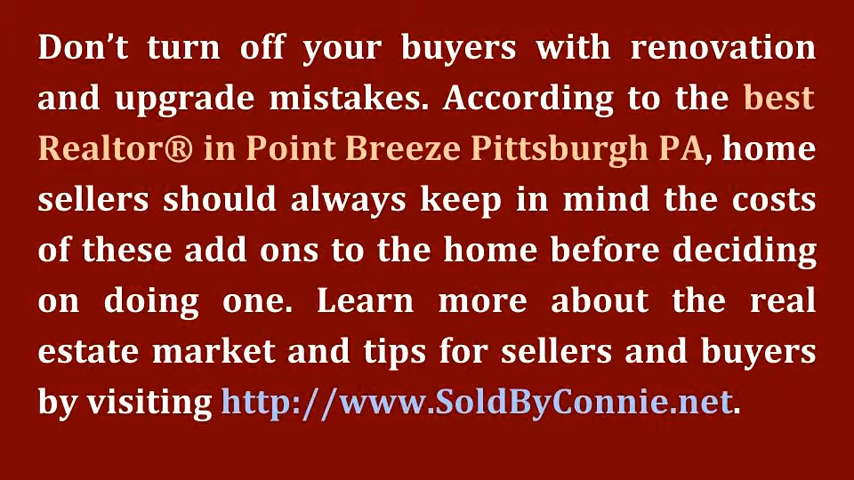 Don’t turn off your buyers with renovation
and upgrade mistakes. According to the best
Realtor® in Point Breeze Pittsburgh PA, home
sellers should always keep in mind the costs
of these add ons to the home before deciding
on doing one. Learn more about the real
estate market and tips for sellers and buyers
by visiting http://www.SoldByConnie.net.